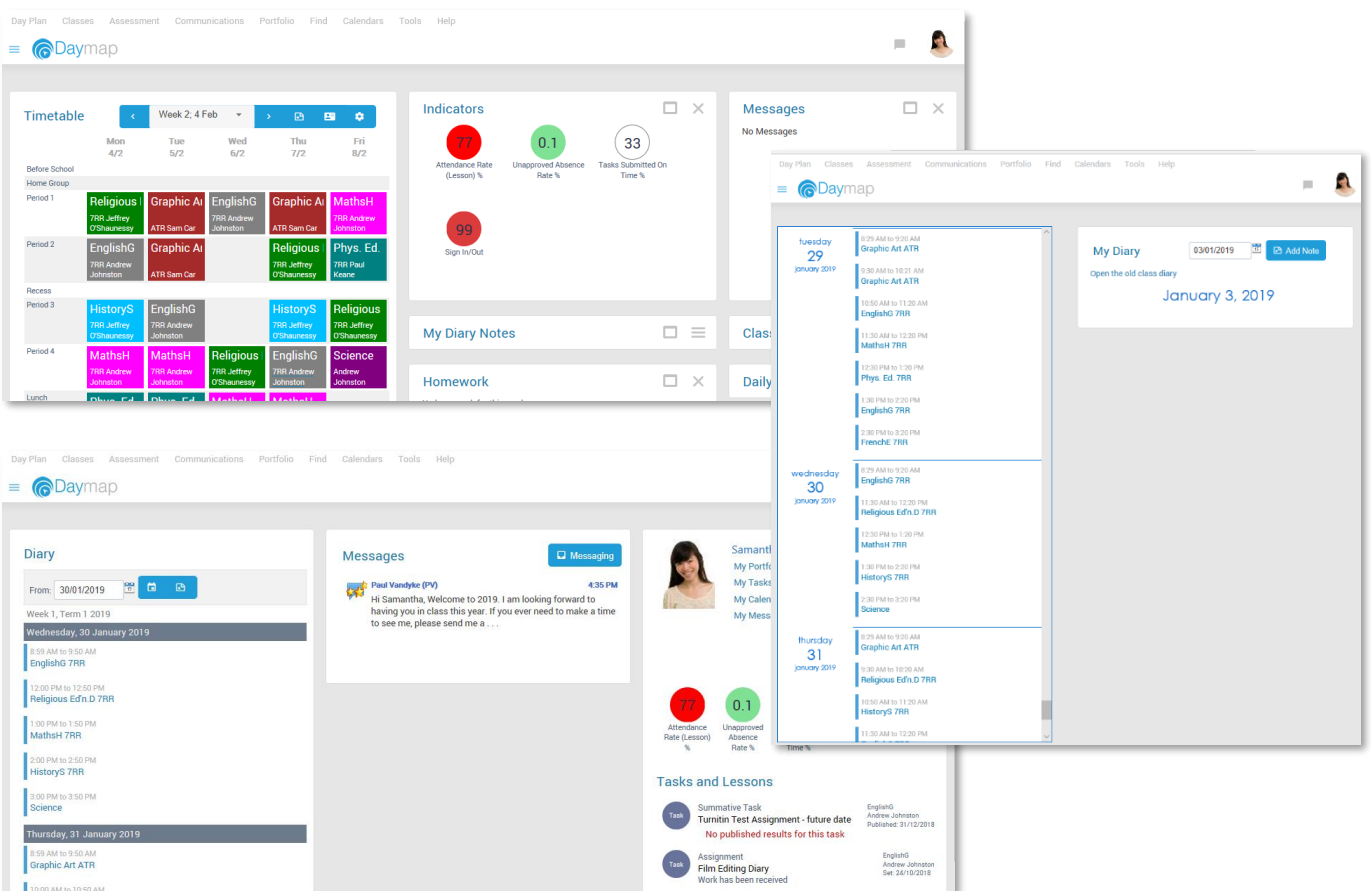 Day Plan Classes Assessment Communications Portfolio Find Calendars Tools Help
Daymap
Timetable
Week 2, 4 Feb
Mon Tue Wed Thu Fri
4/2 5/2 6/2 7/2 8/2
Before School
Home Group
Period 1
Religious Graphic Ar EnglishG Graphic Ar MathsH
7RR Jeffrey O'Shaunessy ATR Sam Car 7RR Andrew Johnston ATR Sam Car 7RR Andrew Johnston
Period 2
EnglishG Graphic Ar Religious Phys. Ed.
7RR Andrew Johnston ATR Sam Car 7RR Jeffrey O'Shaunessy 7RR Paul Keane
Recess
Period 3
HistoryS EnglishG HistoryS Religious
7RR Jeffrey O'Shaunessy 7RR Andrew Johnston 7RR Jeffrey O'Shaunessy 7RR Jeffrey O'Shaunessy
Period 4
MathsH MathsH Religious EnglishG Science
7RR Andrew Johnston 7RR Andrew Johnston 7RR Jeffrey O'Shaunessy 7RR Andrew Johnston Andrew Johnston
Lunch
Indicators
77
Attendance Rate
(Lesson) %
0.1
Unapproved Absence
Rate %
33
Tasks Submitted On
Time %
99
Sign In/Out
My Diary Notes
Homework
Messages
No Messages
Clas
Daily
Day Plan Classes Assessment Communications Portfolio Find Calendars Tools Help
Daymap
tuesday
29
january 2019
8:29 AM to 9:20 AM
Graphic Art ATR
9:30 AM to 10:21 AM
Graphic Art ATR
10:50 AM to 11:20 AM
EnglishG 7RR
11:30 AM to 12:20 PM
MathsH 7RR
12:30 PM to 1:20 PM
Phys. Ed. 7RR
1:30 PM to 2:20 PM
EnglishG 7RR
2:30 PM to 3:20 PM
FrenchE 7RR
wednesday
30
january 2019
8:29 AM to 9:20 AM
EnglishG 7RR
11:30 AM to 12:20 PM
Religious Ed'n.D 7RR
12:30 PM to 1:20 PM
MathsH 7RR
1:30 PM to 2:20 PM
HistoryS 7RR
2:30 PM to 3:20 PM
Science
thursday
31
january 2019
8:29 AM to 9:20 AM
Graphic Art ATR
9:30 AM to 10:20 AM
Religious Ed'n.D 7RR
10:50 AM to 11:20 AM
HistoryS 7RR
11:30 AM to 12:20 PM
My Diary
03/01/2019
Add Note
Open the old class diary
January 3, 2019
Day Plan Classes Assessment Communications Portfolio Find Calendars Tools Help
Daymap
Diary
From: 30/01/2019
Week 1, Term 1 2019
Wednesday, 30 January 2019
8:59 AM to 9:50 AM
EnglishG 7RR
12:00 PM to 12:50 PM
Religious Ed'n.D 7RR
1:00 PM to 1:50 PM
MathsH 7RR
2:00 PM to 2:50 PM
HistoryS 7RR
3:00 PM to 3:50 PM
Science
Thursday, 31 January 2019
8:59 AM to 9:50 AM
Graphic Art ATR
10:00 AM to 10:50 AM
Messages
Messaging
Paul Vandyke (PV) 4:35 PM
Hi Samantha, Welcome to 2019. I am looking forward to
having you in class this year. If you ever need to make a time
to see me, please send me a . . .
Samanth
My Portfo
My Tasks
My Calen
My Mess
77
Attendance
Rate (Lesson)
%
0.1
Unapproved
Absence
Rate %
Time %
Tasks and Lessons
Task
Summative Task
Turnitin Test Assignment - future date
No published results for this task
EnglishG
Andrew Johnston
Published: 31/12/2018
Task
Assignment
Film Editing Diary
Work has been received
EnglishG
Andrew Johnston
Set: 24/10/2018